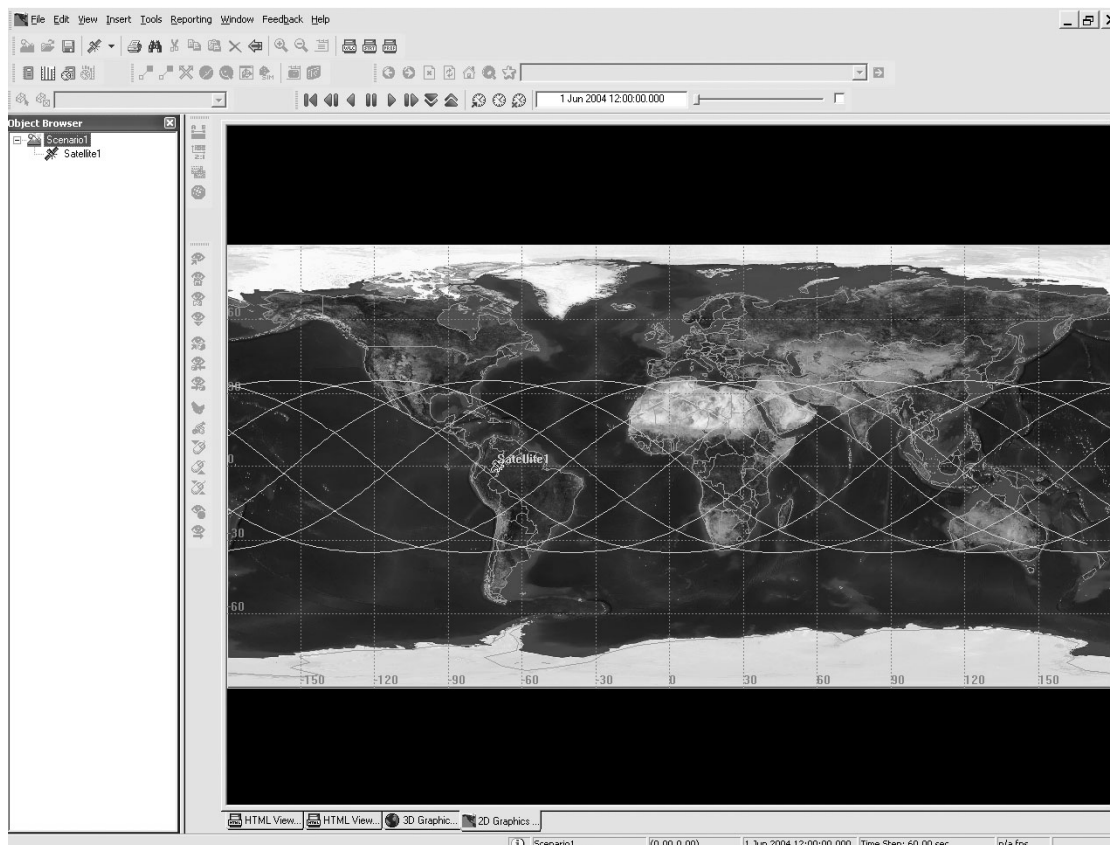 File Edit View Insert Tools Reporting Window Feedback Help
1 Jun 2004 12:00:00.000
Object Browser
Scenario1
Satellite1
Satellite1
60
0
-30
-60
-150 -120 -90 -60 -30 0 30 60 90 120 150
HTML View... HTML View... 3D Graphic... 2D Graphics ...
Scenario1 (0.00,0.00) 1 Jun 2004 12:00:00.000 Time Step: 60.00 sec n/a fps